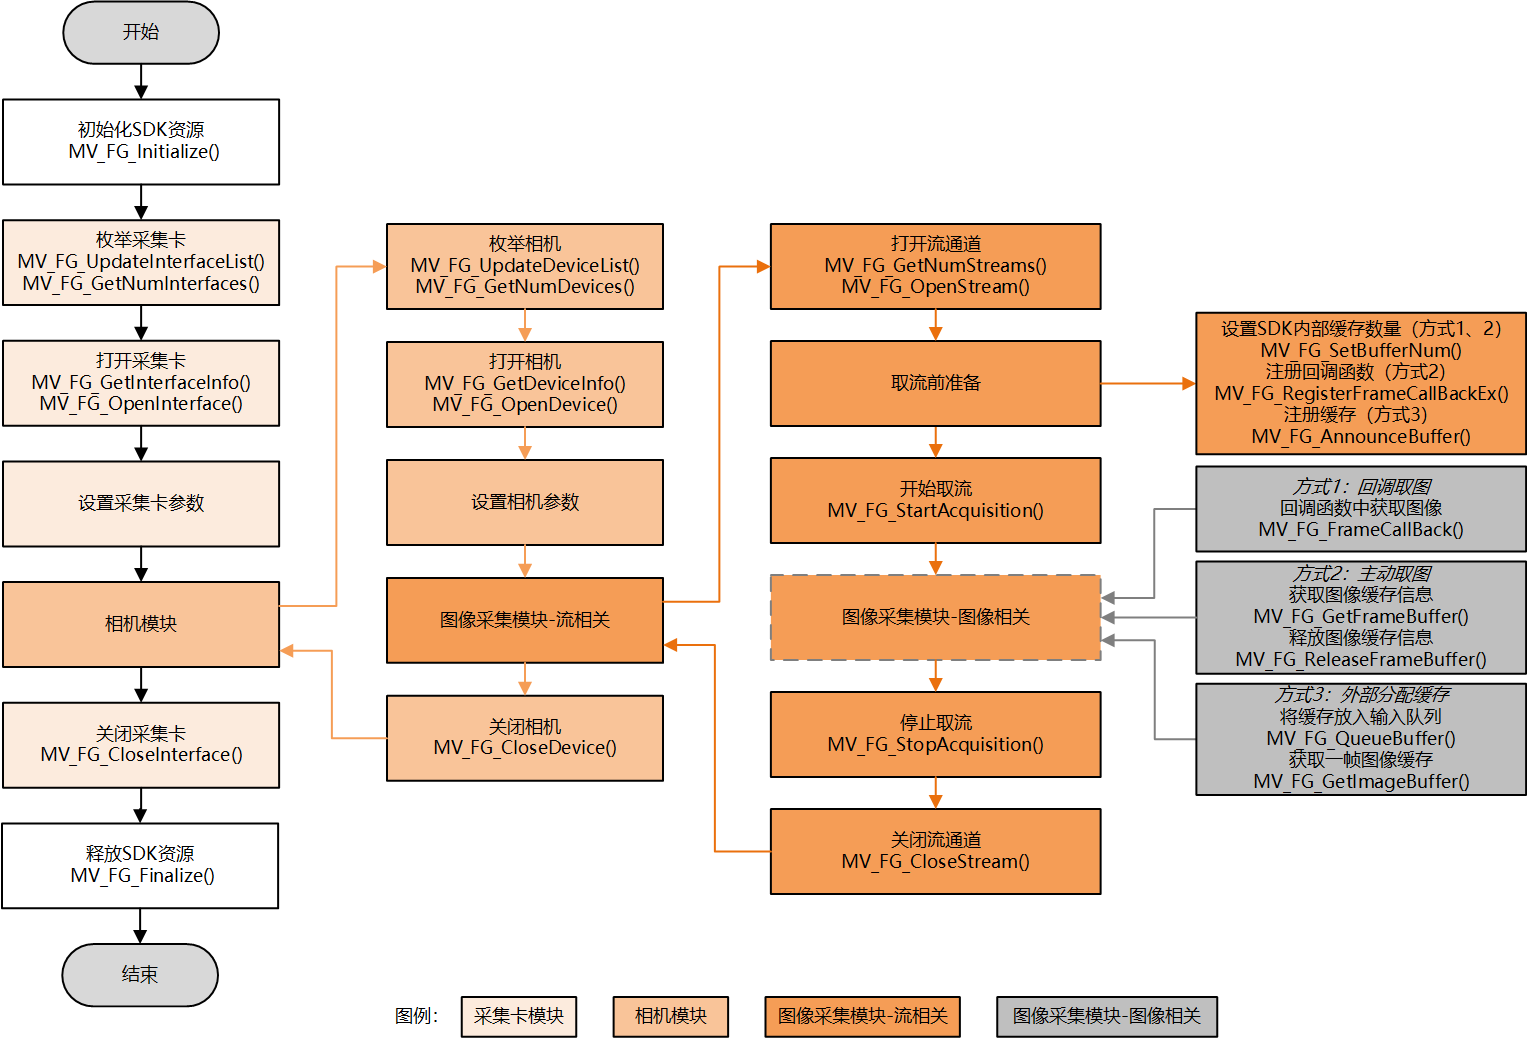 开始
初始化SDK资源
MV_FG_Initialize()
枚举采集卡
MV_FG_UpdateInterfaceList()
MV_FG_GetNumInterfaces()
打开采集卡
MV_FG_GetInterfaceInfo()
MV_FG_OpenInterface()
设置采集卡参数
相机模块
关闭采集卡
MV_FG_CloseInterface()
释放SDK资源
MV_FG_Finalize()
结束
枚举相机
MV_FG_UpdateDeviceList()
MV_FG_GetNumDevices()
打开相机
MV_FG_GetDeviceInfo()
MV_FG_OpenDevice()
设置相机参数
图像采集模块-流相关
关闭相机
MV_FG_CloseDevice()
打开流通道
MV_FG_GetNumStreams()
MV_FG_OpenStream()
取流前准备
开始取流
MV_FG_StartAcquisition()
图像采集模块-图像相关
停止取流
MV_FG_StopAcquisition()
关闭流通道
MV_FG_CloseStream()
设置SDK内部缓存数量（方式1、2）
MV_FG_SetBufferNum()
注册回调函数（方式2）
MV_FG_RegisterFrameCallBackEx()
注册缓存（方式3）
MV_FG_AnnounceBuffer()
方式1：回调取图
回调函数中获取图像
MV_FG_FrameCallBack()
方式2：主动取图
获取图像缓存信息
MV_FG_GetFrameBuffer()
释放图像缓存信息
MV_FG_ReleaseFrameBuffer()
方式3：外部分配缓存
将缓存放入输入队列
MV_FG_QueueBuffer()
获取一帧图像缓存
MV_FG_GetImageBuffer()
图例：
采集卡模块
相机模块
图像采集模块-流相关
图像采集模块-图像相关